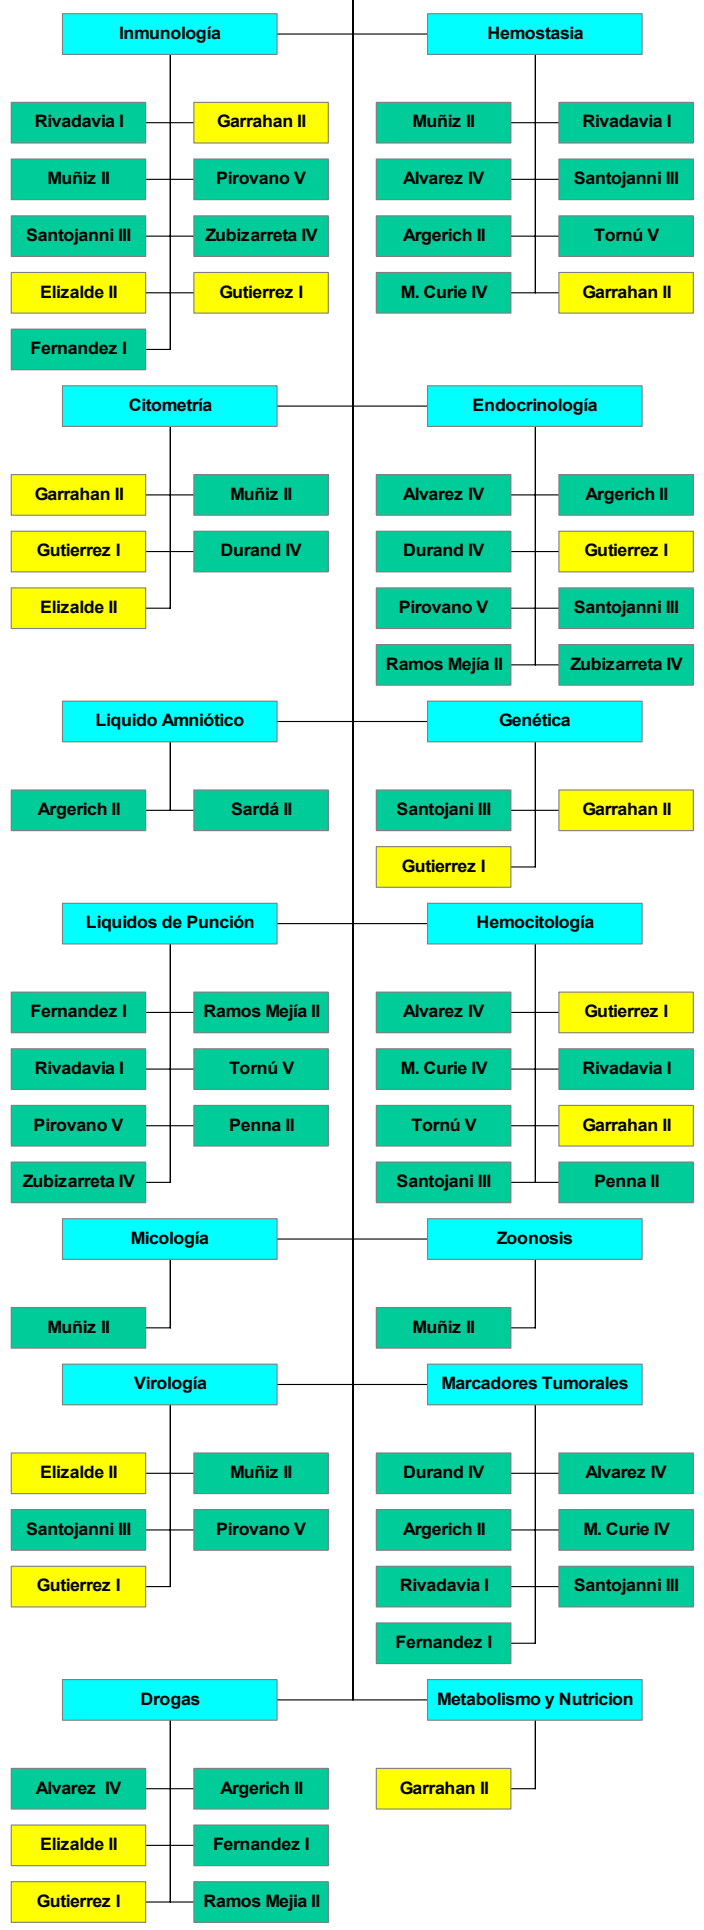 Inmunología
Hemostasia
Rivadavia I
Garrahan II
Muñiz II
Rivadavia I
Muñiz II
Pirovano V
Alvarez IV
Santojanni III
Santojanni III
Zubizarreta IV
Argerich II
Tornú V
Elizalde II
Gutierrez I
M. Curie IV
Garrahan II
Fernandez I
Citometría
Endocrinología
Garrahan II
Muñiz II
Alvarez IV
Argerich II
Gutierrez I
Durand IV
Durand IV
Gutierrez I
Elizalde II
Pirovano V
Santojanni III
Ramos Mejía II
Zubizarreta IV
Liquido Amniótico
Genética
Argerich II
Sardá II
Santojani III
Garrahan II
Gutierrez I
Liquidos de Punción
Hemocitología
Fernandez I
Ramos Mejía II
Alvarez IV
Gutierrez I
Rivadavia I
Tornú V
M. Curie IV
Rivadavia I
Pirovano V
Penna II
Tornú V
Garrahan II
Zubizarreta IV
Santojani III
Penna II
Micología
Zoonosis
Muñiz II
Muñiz II
Virología
Marcadores Tumorales
Elizalde II
Muñiz II
Durand IV
Alvarez IV
Santojanni III
Pirovano V
Argerich II
M. Curie IV
Gutierrez I
Rivadavia I
Santojanni III
Fernandez I
Drogas
Metabolismo y Nutricion
Alvarez IV
Argerich II
Garrahan II
Elizalde II
Fernandez I
Gutierrez I
Ramos Mejia II